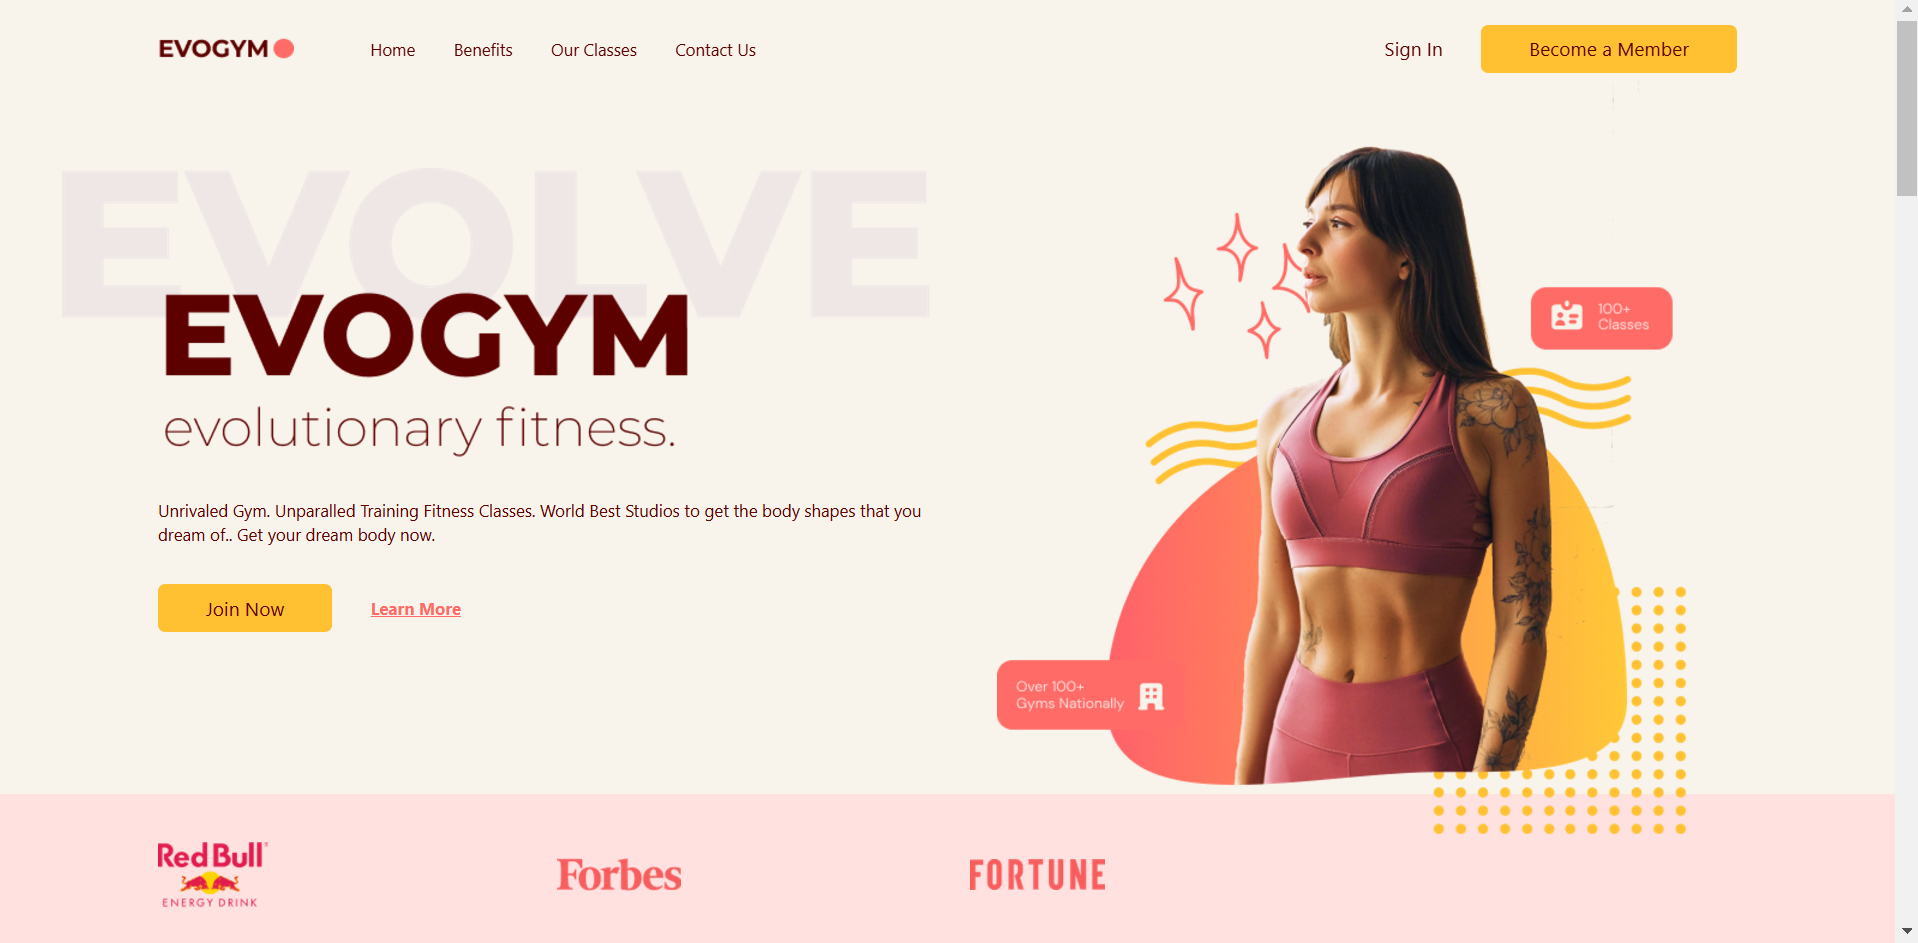 EVOGYM
Home
Benefits
Our Classes
Contact Us
Sign In
Become a Member
EVOLVE
EVOGYM
evolutionary fitness.
Unrivaled Gym. Unparalled Training Fitness Classes. World Best Studios to get the body shapes that you
dream of.. Get your dream body now.
Join Now
Learn More
100+
Classes
Over 100+
Gyms Nationally
Red Bull
ENERGY DRINK
Forbes
FORTUNE